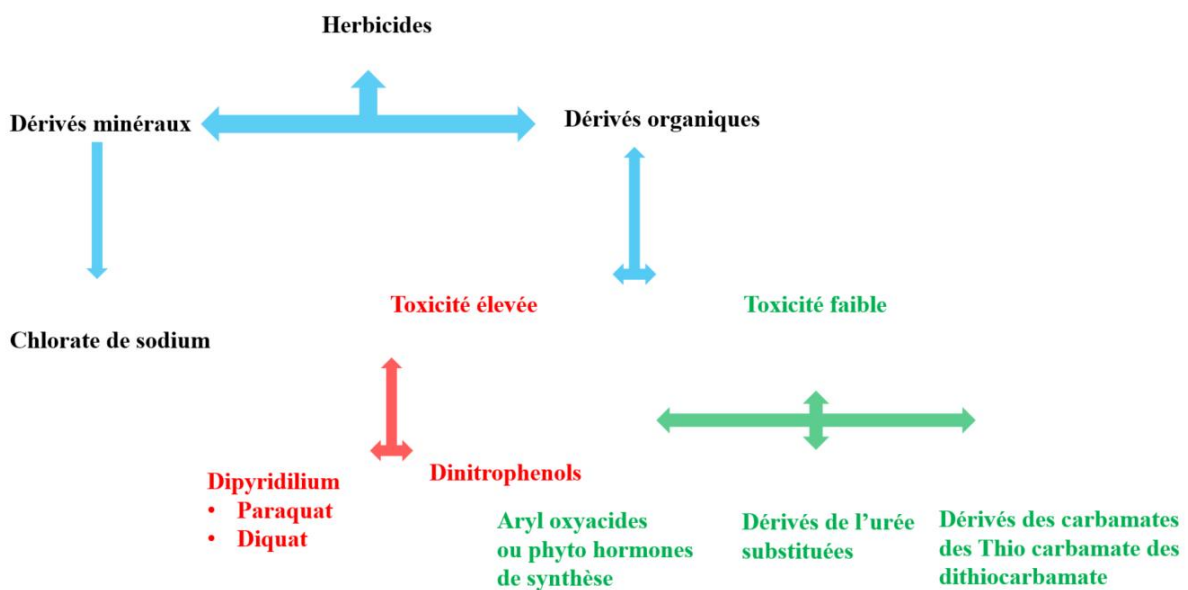 Herbicides
Dérivés minéraux
Dérivés organiques
Toxicité élevée
Toxicité faible
Chlorate de sodium
Dipyridilium
• Paraquat
• Diquat
Dinitrophenols
Aryl oxyacides
ou phyto hormones
de synthèse
Dérivés de l’urée
substituées
Dérivés des carbamates
des Thio carbamate des
dithiocarbamate